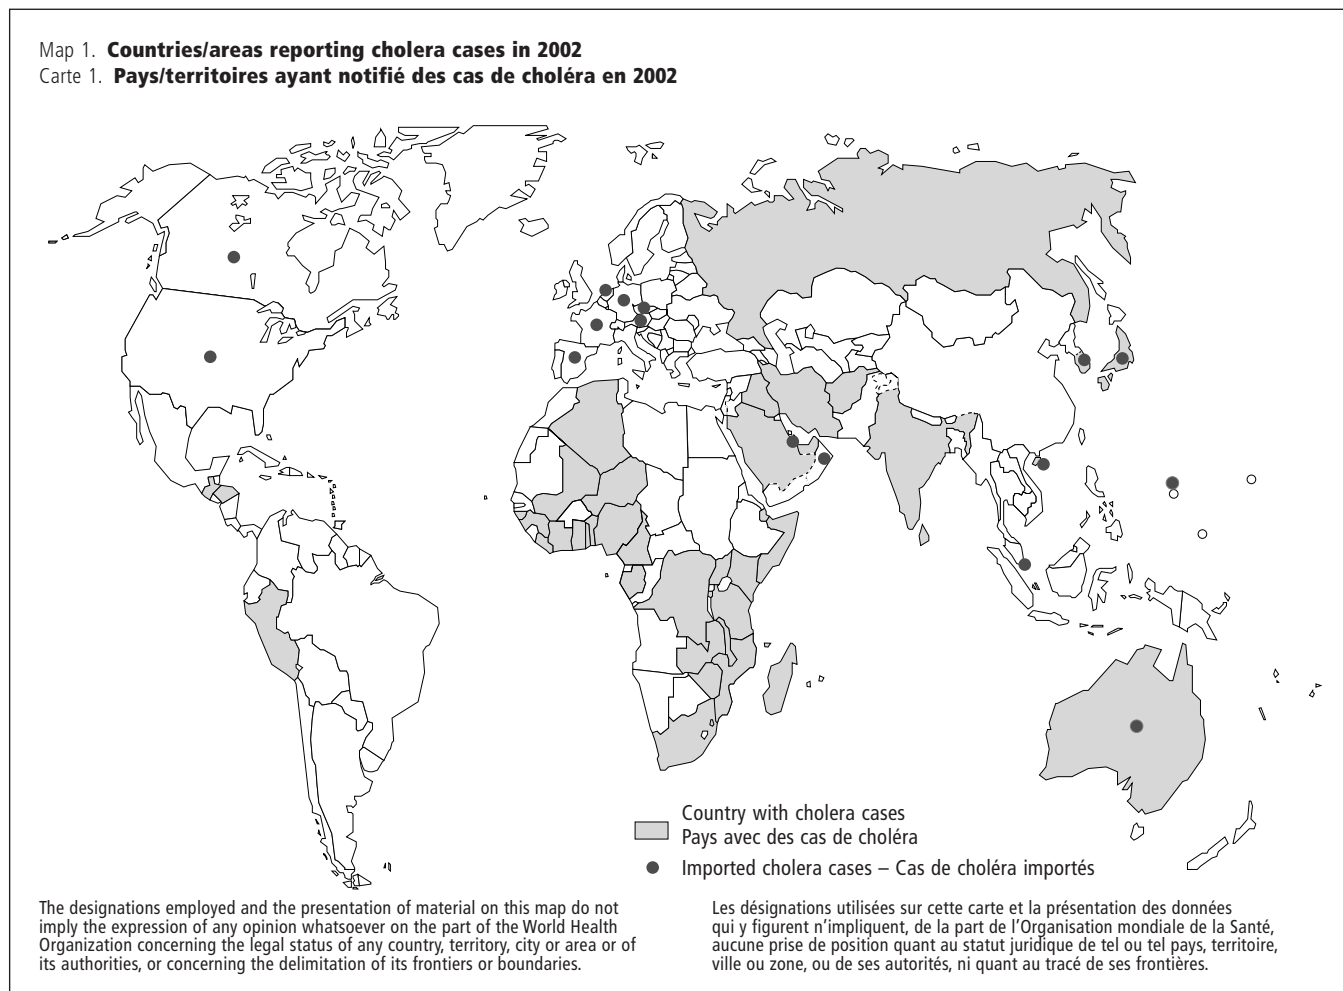 Map 1. Countries/areas reporting cholera cases in 2002
Carte 1. Pays/territoires ayant notifié des cas de choléra en 2002
Country with cholera cases
Pays avec des cas de choléra
Imported cholera cases – Cas de choléra importés
The designations employed and the presentation of material on this map do not
imply the expression of any opinion whatsoever on the part of the World Health
Organization concerning the legal status of any country, territory, city or area or of
its authorities, or concerning the delimitation of its frontiers or boundaries.
Les désignations utilisées sur cette carte et la présentation des données
qui y figurent n’impliquent, de la part de l’Organisation mondiale de la Santé,
aucune prise de position quant au statut juridique de tel ou tel pays, territoire,
ville ou zone, ou de ses autorités, ni quant au tracé de ses frontières.